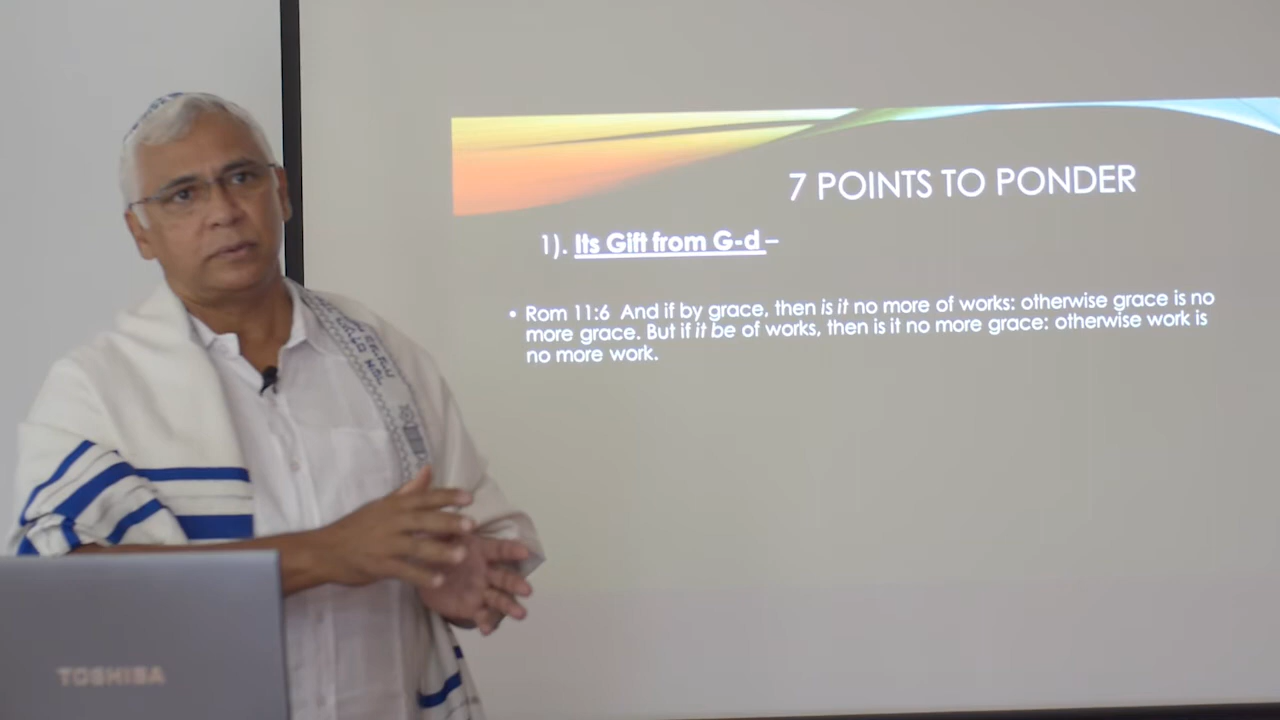 7 POINTS TO PONDER
1). Its Gift from G-d –
• Rom 11:6 And if by grace, then is it no more of works: otherwise grace is no
more grace. But if it be of works, then is it no more grace: otherwise work is
no more work.
TOSHIBA